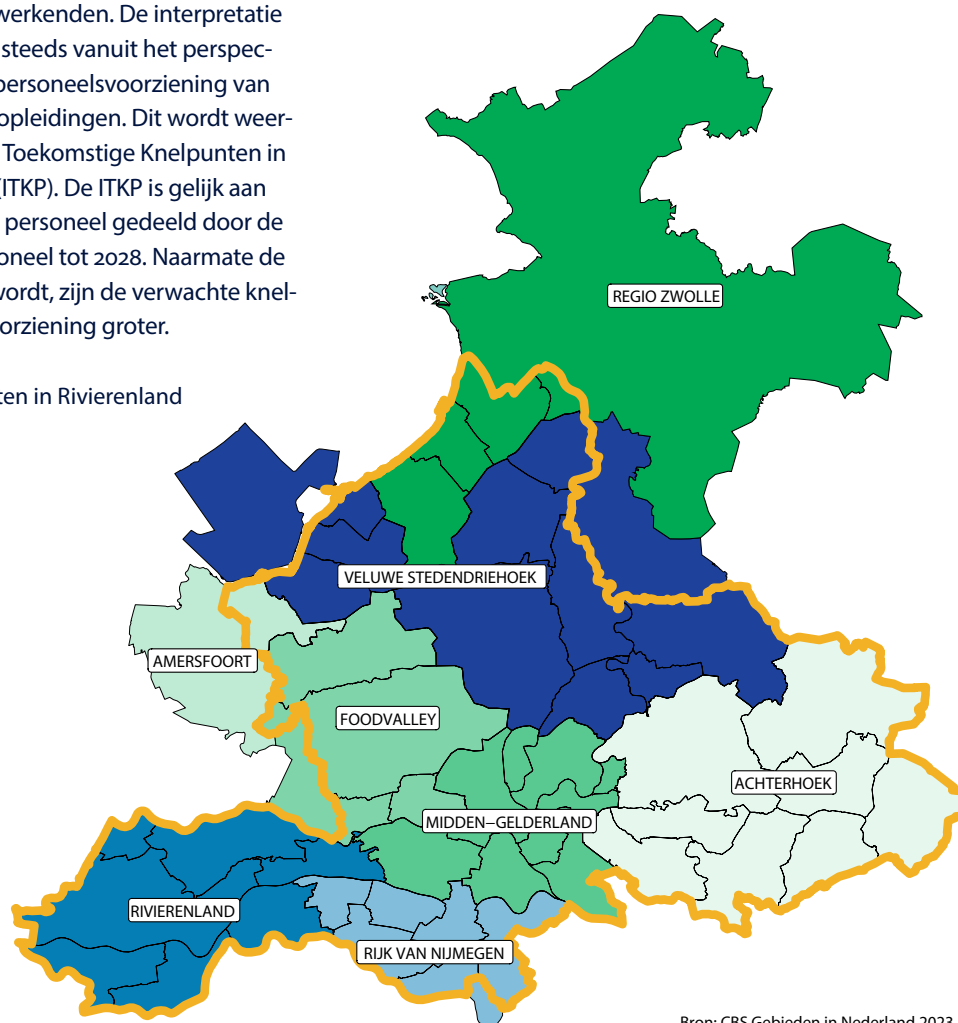 werkenden. De interpretatie
steeds vanuit het perspec-
personeelsvoorziening van
opleidingen. Dit wordt weer-
Toekomstige Knelpunten in
(ITKP). De ITKP is gelijk aan
personeel gedeeld door de
oneel tot 2028. Naarmate de
wordt, zijn de verwachte knel-
oorziening groter.
ten in Rivierenland
REGIO ZWOLLE
VELUWE STEDENDRIEHOEK
AMERSFOORT
FOODVALLEY
ACHTERHOEK
MIDDEN–GELDERLAND
RIVIERENLAND
RIJK VAN NIJMEGEN
Bron: CBS Gebieden in Nederland 2023